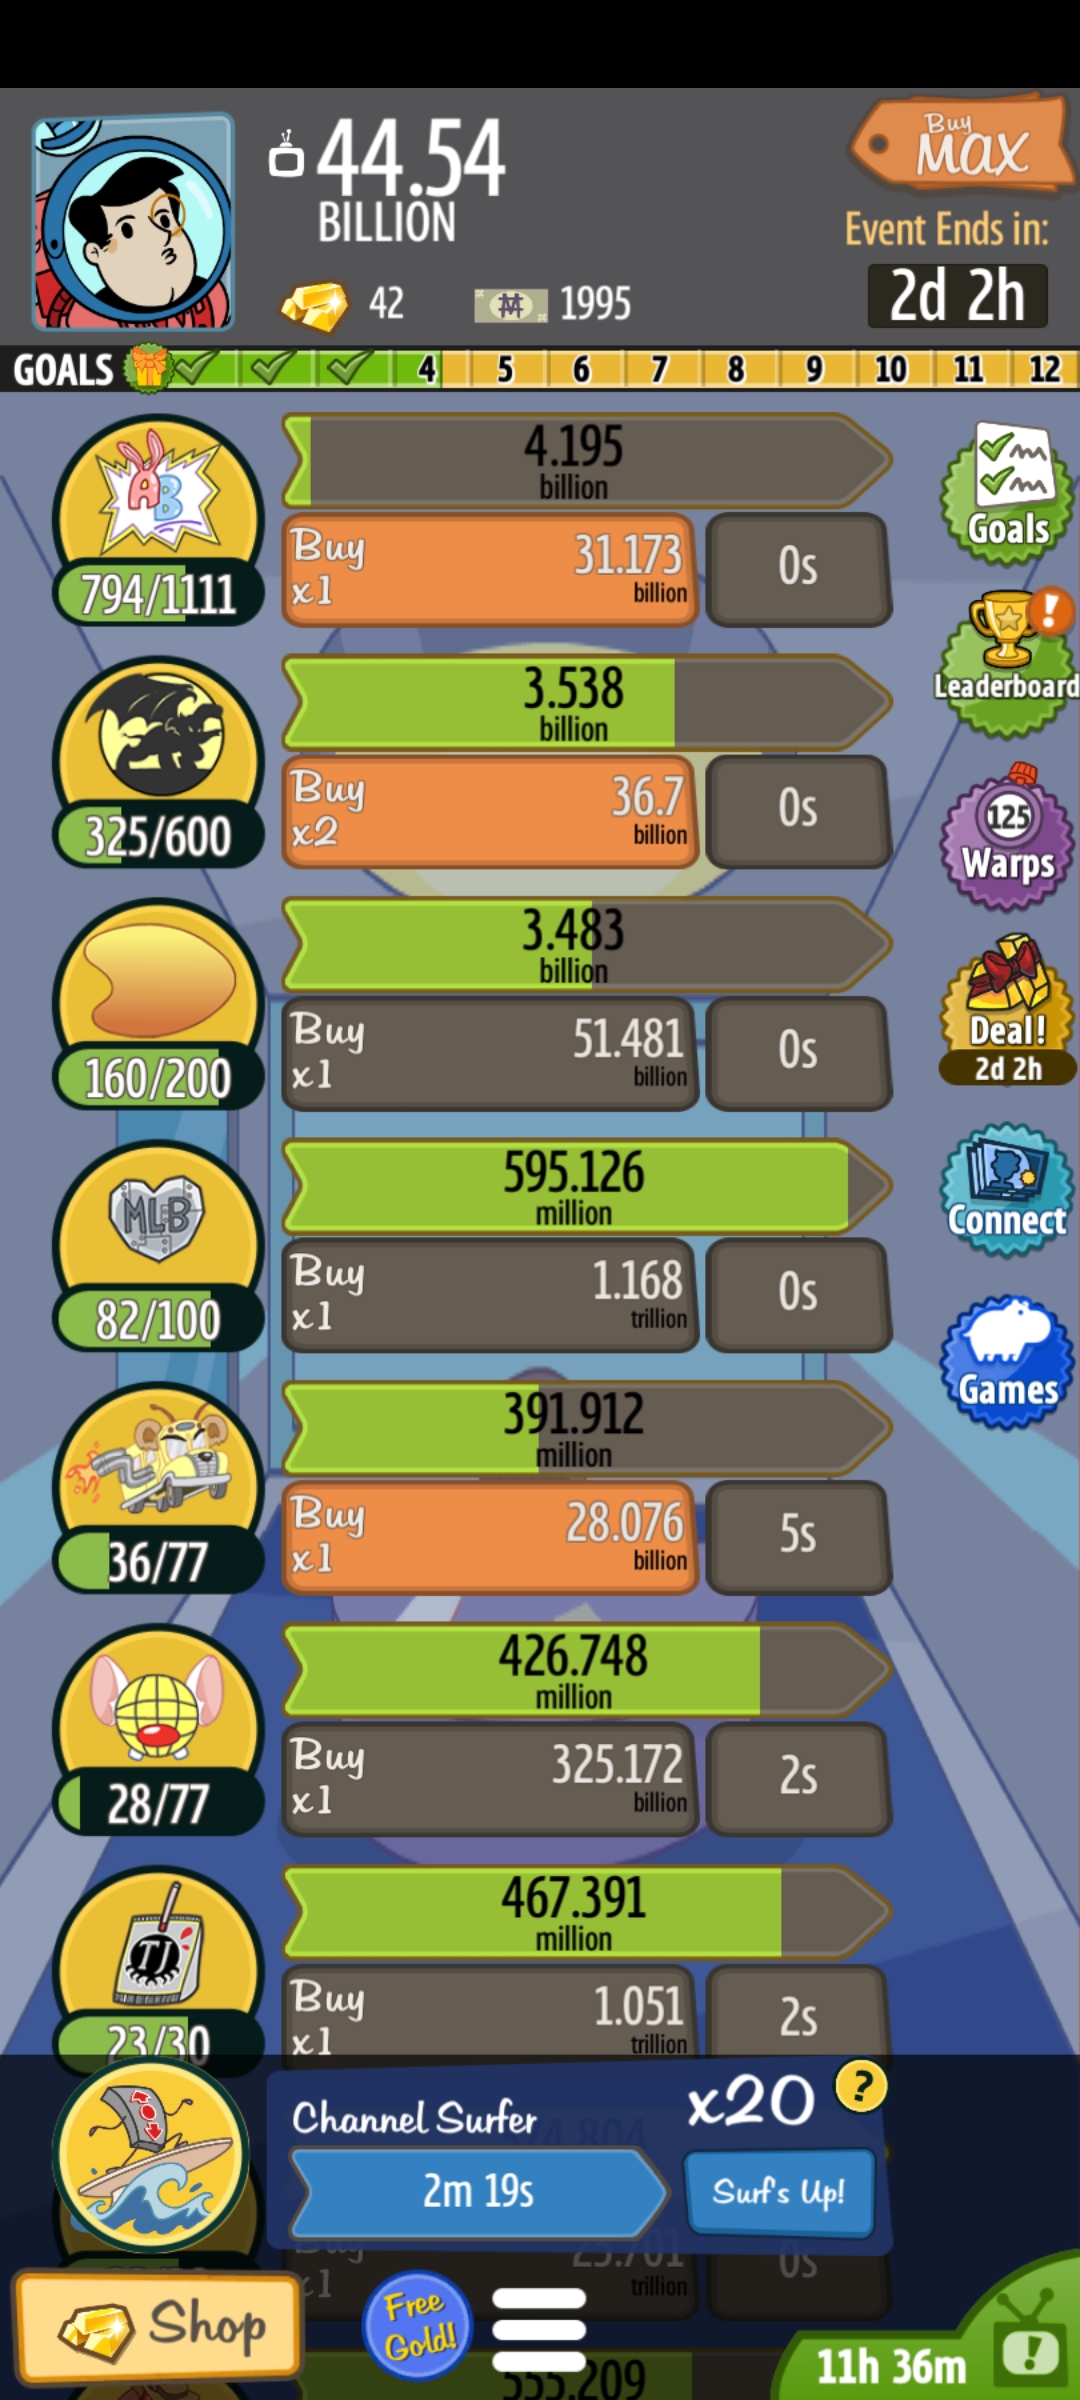 44.54
BILLION
Buy
MAX
Event Ends in:
42
1995
2d 2h
GOALS 4 5 6 7 8 9 10 11 12
AB
794/1111
4.195
billion
Buy
x1
31.173
billion
0s
Goals
325/600
3.538
billion
Buy
x2
36.7
billion
0s
Leaderboard
125
Warps
160/200
3.483
billion
Buy
x1
51.481
billion
0s
Deal!
2d 2h
MLB
82/100
595.126
million
Buy
x1
1.168
trillion
0s
Connect
Games
36/77
391.912
million
Buy
x1
28.076
billion
5s
28/77
426.748
million
Buy
x1
325.172
billion
2s
TJ
23/30
467.391
million
Buy
x1
1.051
trillion
2s
Channel Surfer
x20
?
2m 19s
Surf's Up!
Buy
x1
25.701
trillion
0s
Shop
Free
Gold!
555.209
11h 36m